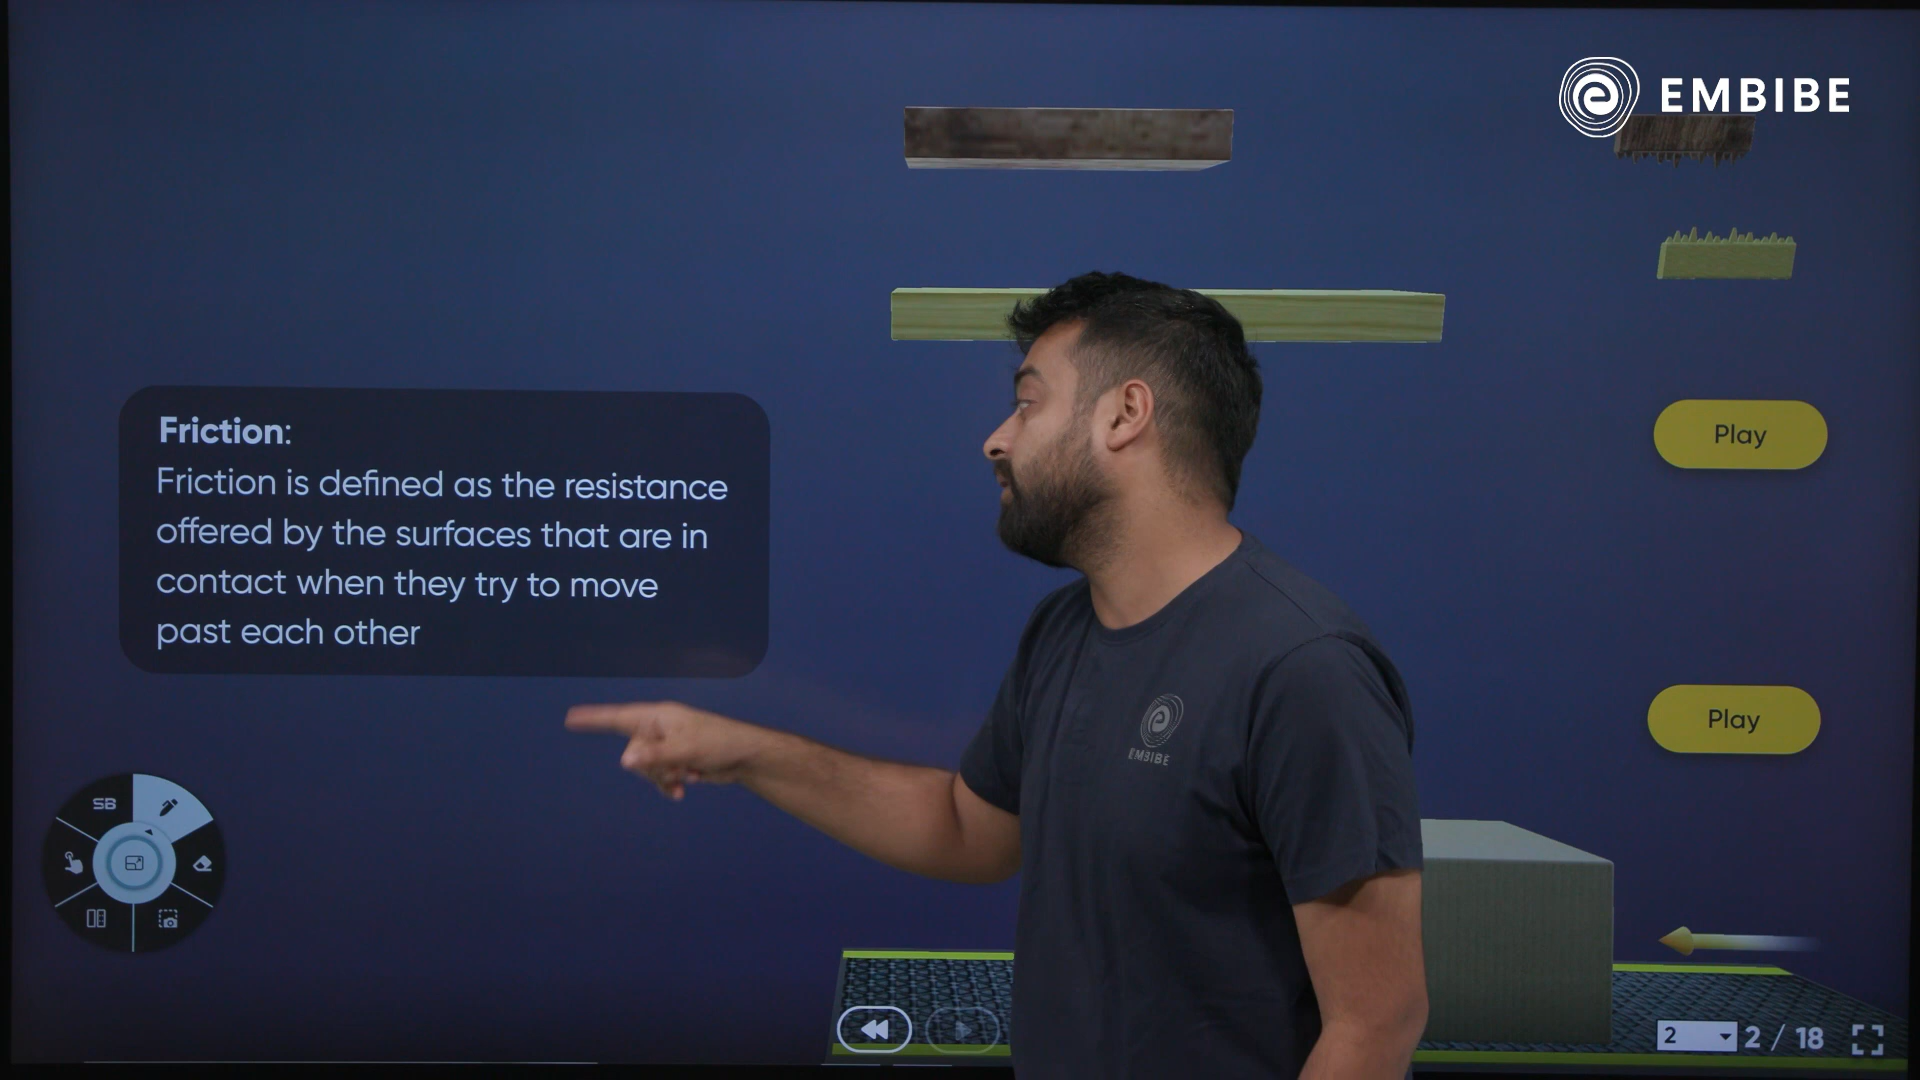 EMBIBE
Friction:
Friction is defined as the resistance
offered by the surfaces that are in
contact when they try to move
past each other
Play
Play
EMBIBE
SB
2
2 / 18